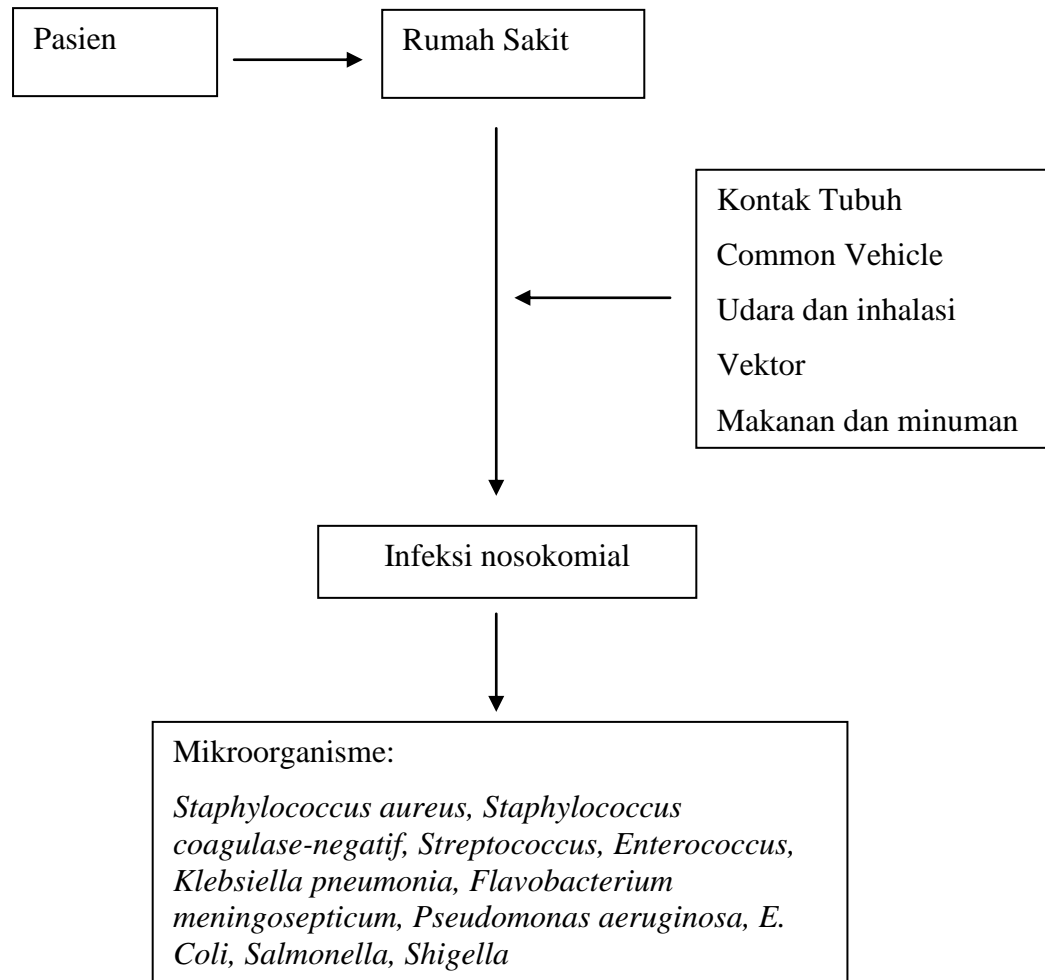 Pasien
Rumah Sakit
Kontak Tubuh
Common Vehicle
Udara dan inhalasi
Vektor
Makanan dan minuman
Infeksi nosokomial
Mikroorganisme:
Staphylococcus aureus, Staphylococcus
coagulase-negatif, Streptococcus, Enterococcus,
Klebsiella pneumonia, Flavobacterium
meningosepticum, Pseudomonas aeruginosa, E.
Coli, Salmonella, Shigella